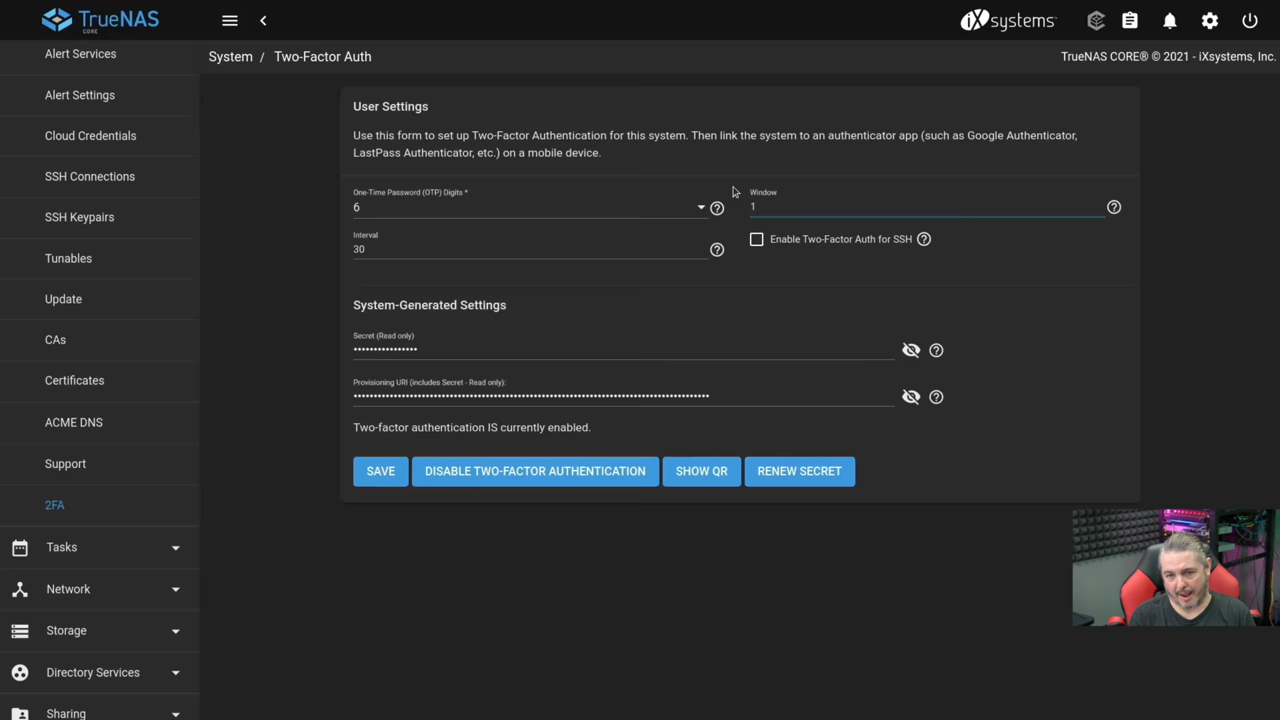 TrueNAS
CORE
iXsystems
Alert Services
System / Two-Factor Auth
TrueNAS CORE® © 2021 - iXsystems, Inc.
Alert Settings
Cloud Credentials
SSH Connections
SSH Keypairs
Tunables
Update
CAs
Certificates
ACME DNS
Support
2FA
Tasks
Network
Storage
Directory Services
Sharing
User Settings
Use this form to set up Two-Factor Authentication for this system. Then link the system to an authenticator app (such as Google Authenticator,
LastPass Authenticator, etc.) on a mobile device.
One-Time Password (OTP) Digits *
6
Window
1
Interval
30
Enable Two-Factor Auth for SSH
System-Generated Settings
Secret (Read only)
••••••••••••••••
Provisioning URI (includes Secret - Read only):
•••••••••••••••••••••••••••••••••••••••••••••••••••••••••••••••••••••••••••••••••••••••••
Two-factor authentication IS currently enabled.
SAVE
DISABLE TWO-FACTOR AUTHENTICATION
SHOW QR
RENEW SECRET